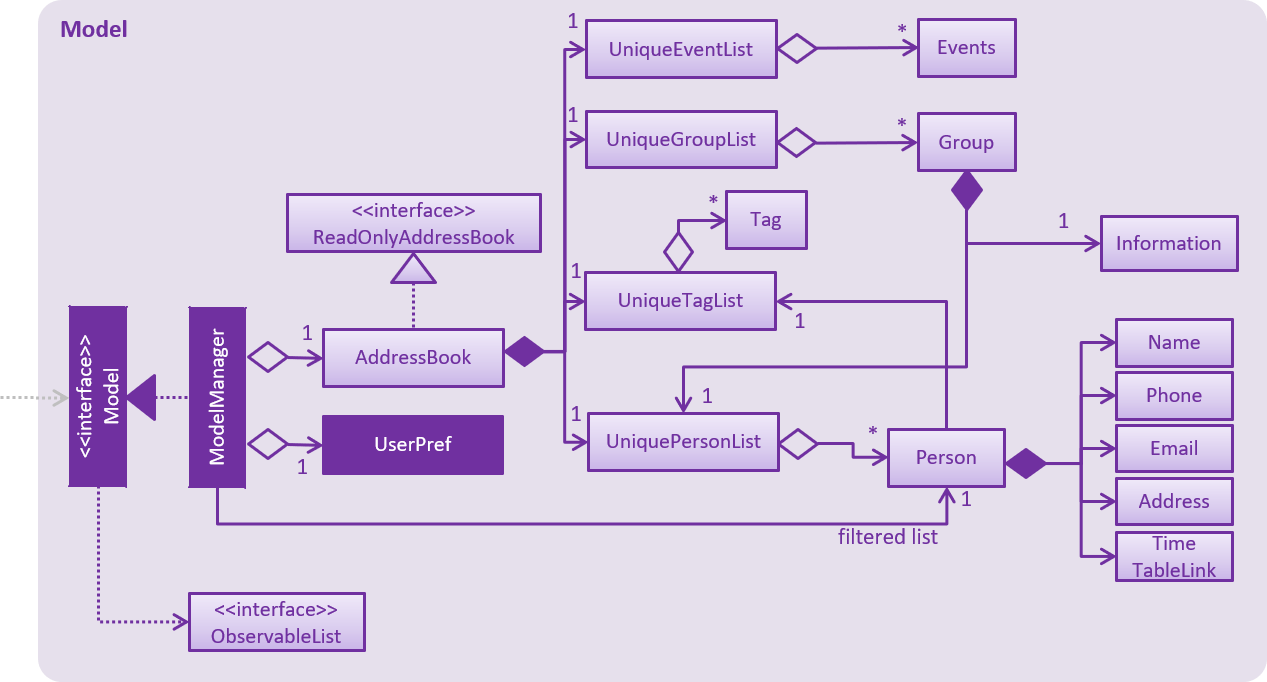 Model
1
UniqueEventList
*
Events
1
UniqueGroupList
*
Group
<<interface>>
ReadOnlyAddressBook
*
Tag
1
Information
1
UniqueTagList
1
<<interface>>
Model
ModelManager
1
AddressBook
Name
Phone
1
1
UniquePersonList
*
Person
UserPref
1
Email
Address
1
filtered list
Time
TableLink
<<interface>>
ObservableList